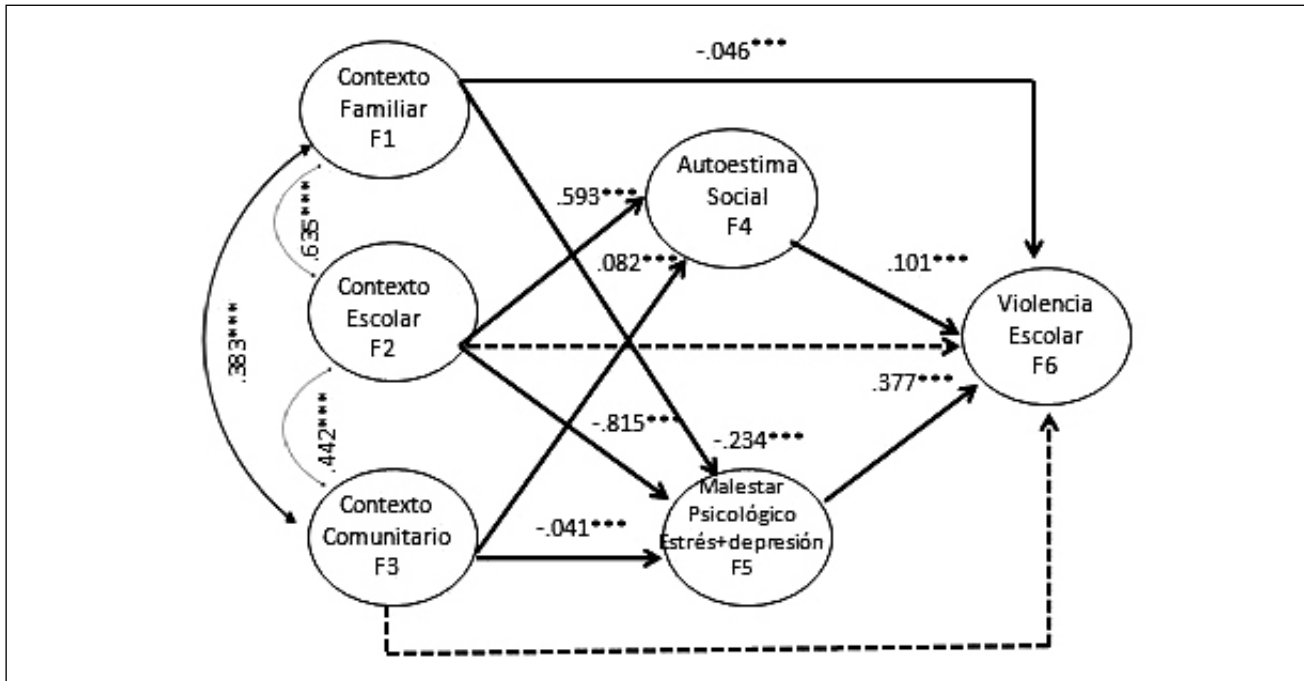 -.046***
Contexto
Familiar
F1
Autoestima
Social
F4
.593***
.635***
.082***
.101***
Contexto
Escolar
F2
Violencia
Escolar
F6
.383***
.377***
.442***
-.815***
-.234***
Contexto
Comunitario
F3
-.041***
Malestar
Psicológico
Estrés+depresión
F5